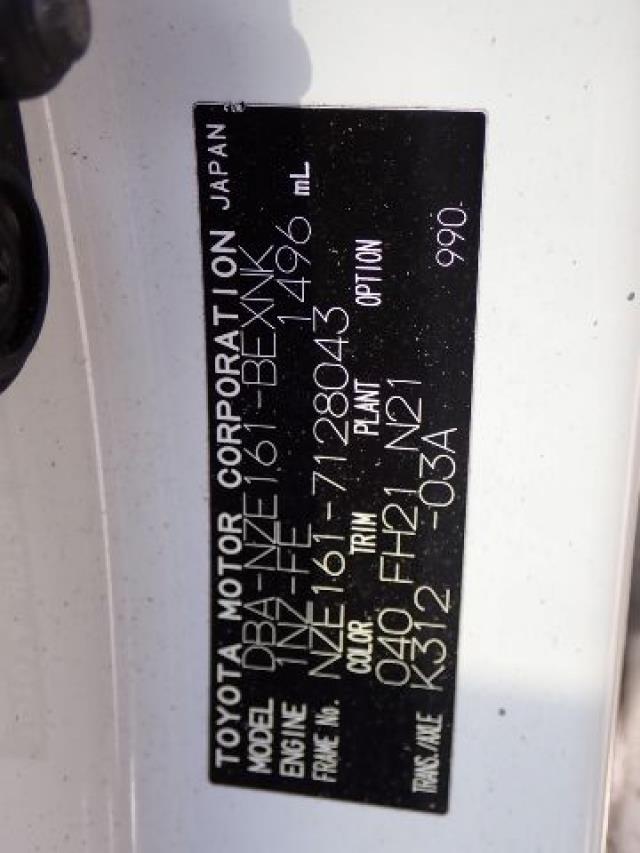 TOYOTA MOTOR CORPORATION JAPAN
MODEL DBA-NZE161-BEXNK
ENGINE 1NZ-FE 1496 mL
FRAME No. NZE161-7128043
COLOR TRIM PLANT OPTION
040 FH21 N21
TRANS./AXLE K312 -03A 990